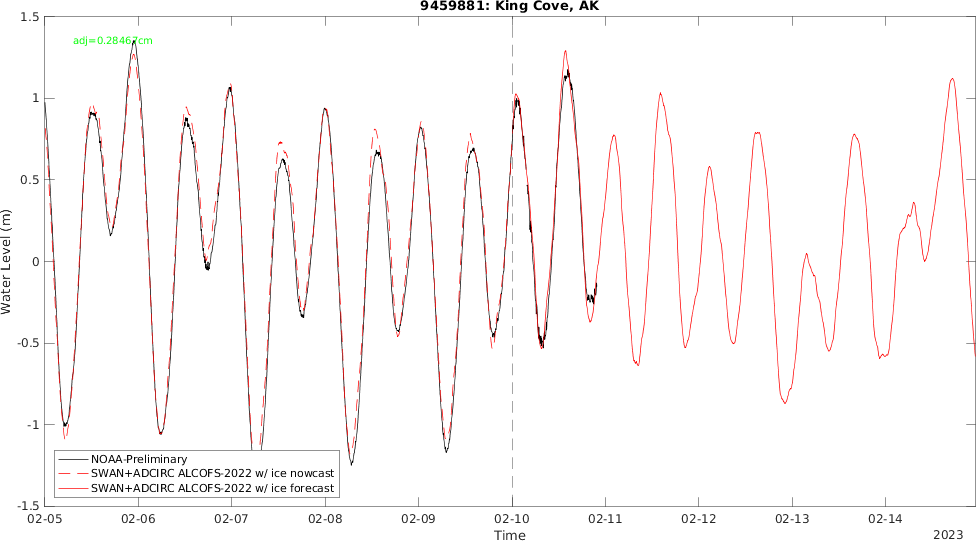 9459881: King Cove, AK
adj=0.28467cm
Water Level (m)
1.5
1
0.5
0
-0.5
-1
-1.5
NOAA-Preliminary
SWAN+ADCIRC ALCOFS-2022 w/ ice nowcast
SWAN+ADCIRC ALCOFS-2022 w/ ice forecast
02-05 02-06 02-07 02-08 02-09 02-10 02-11 02-12 02-13 02-14
Time
2023